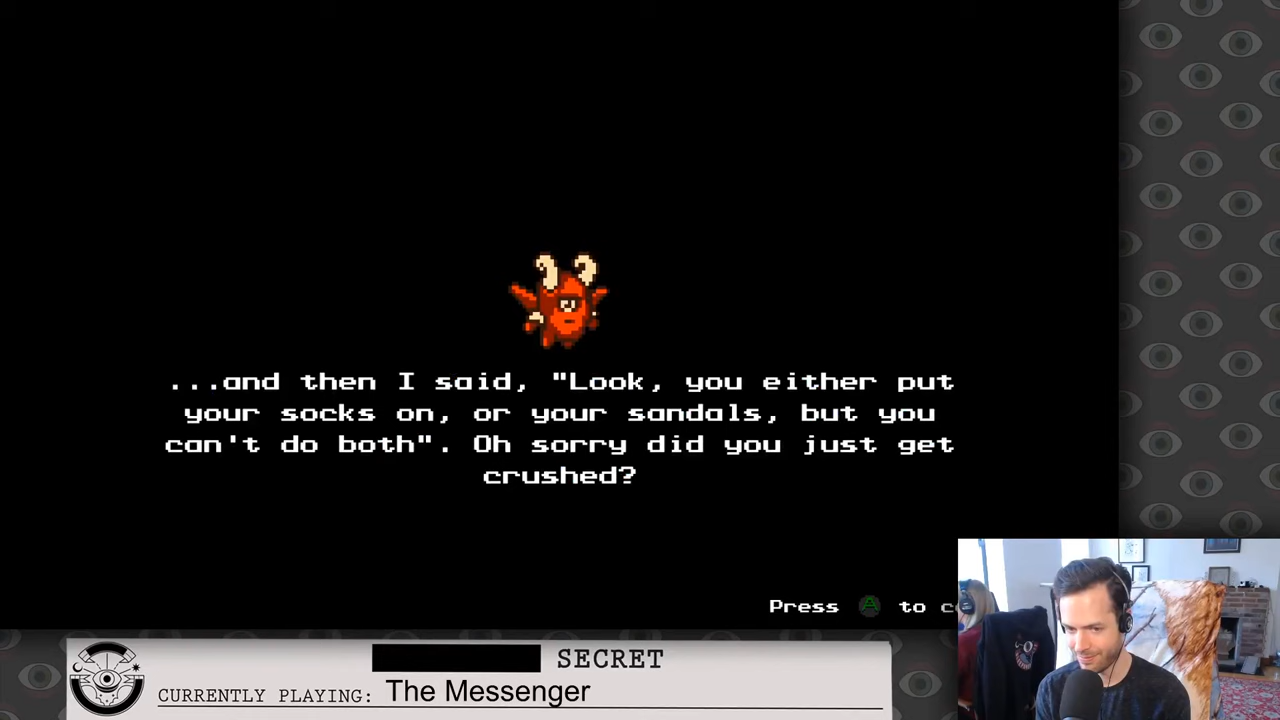 ...and then I said, "Look, you either put
your socks on, or your sandals, but you
can't do both". Oh sorry did you just get
crushed?
Press A to c
SECRET
CURRENTLY PLAYING: The Messenger